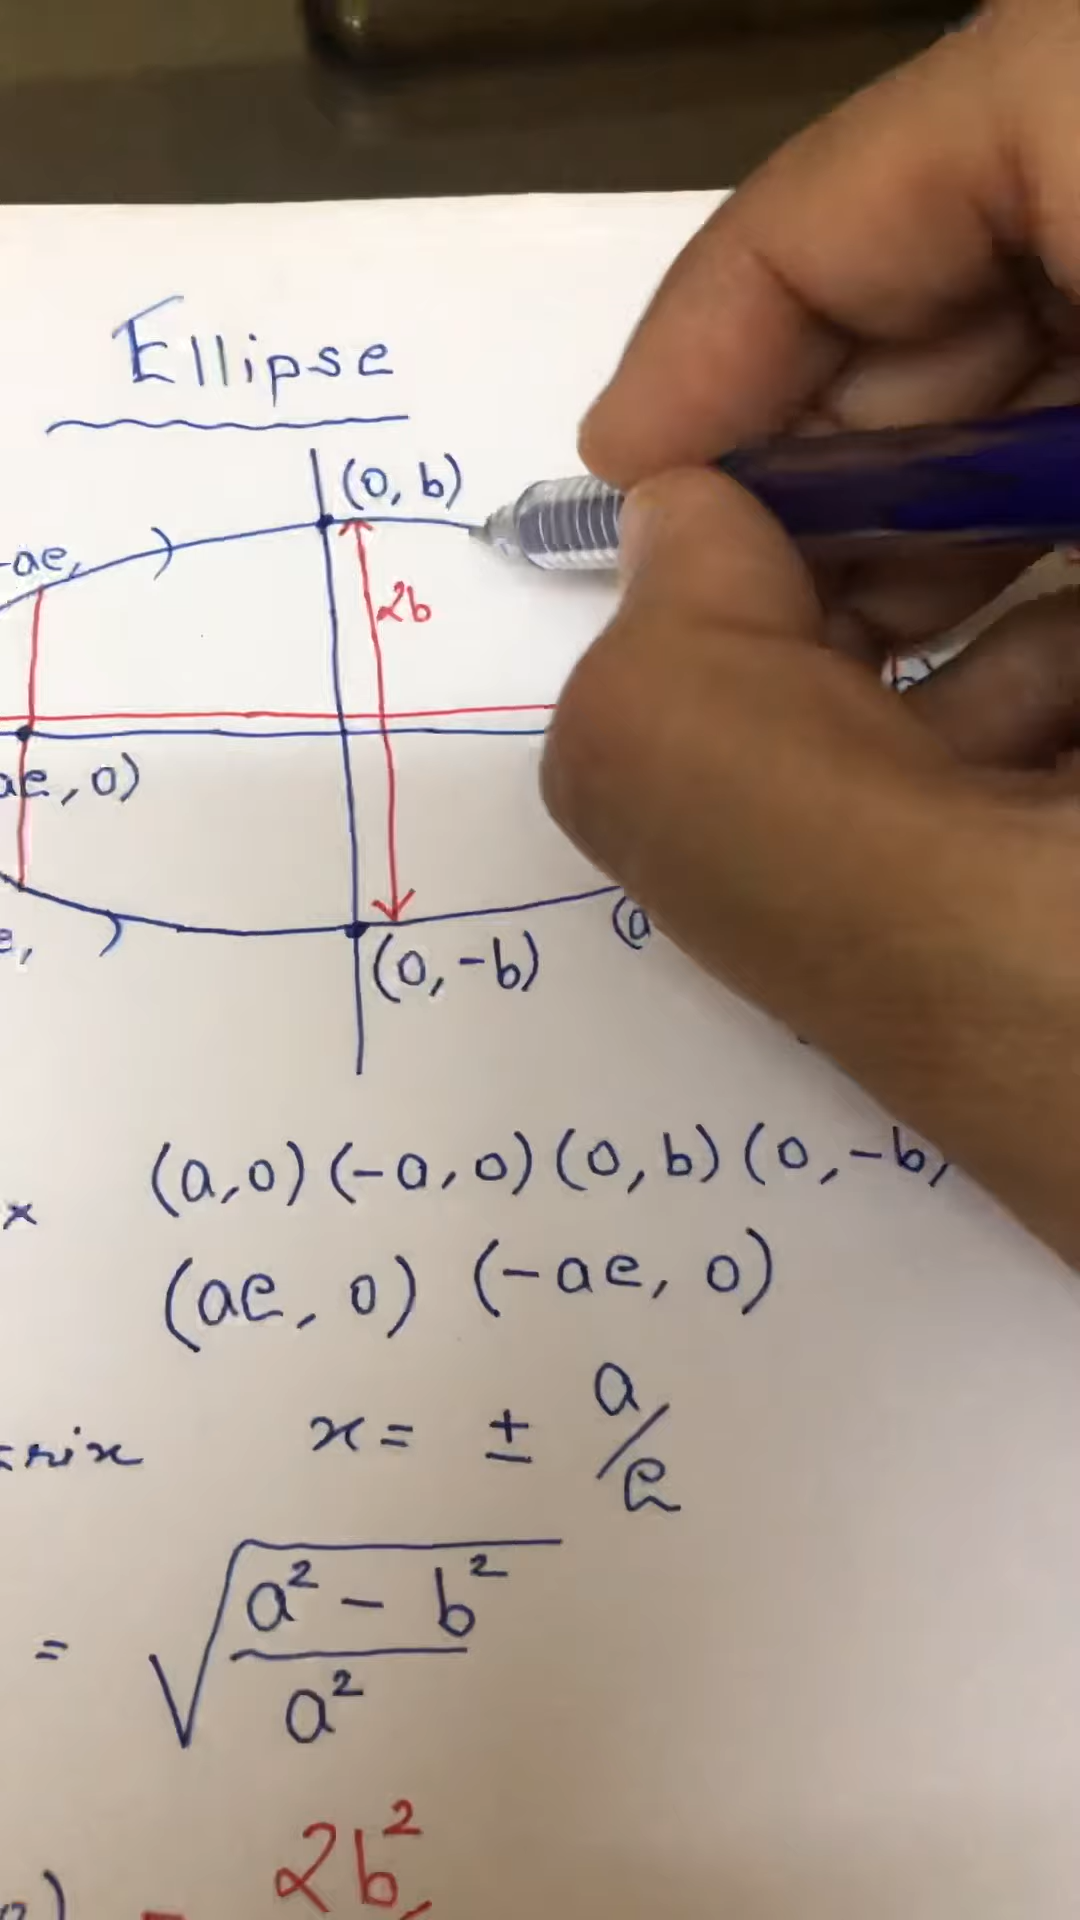 Ellipse
(0, b)
-ae, )
2b
ae, 0)
e, )
(a
(0, -b)
x (a,0) (-a,0) (0, b) (0, -b,
(ae, 0) (-ae, 0)
rix x = ± a/e
= √(a² - b² / a²)
) - 2b²